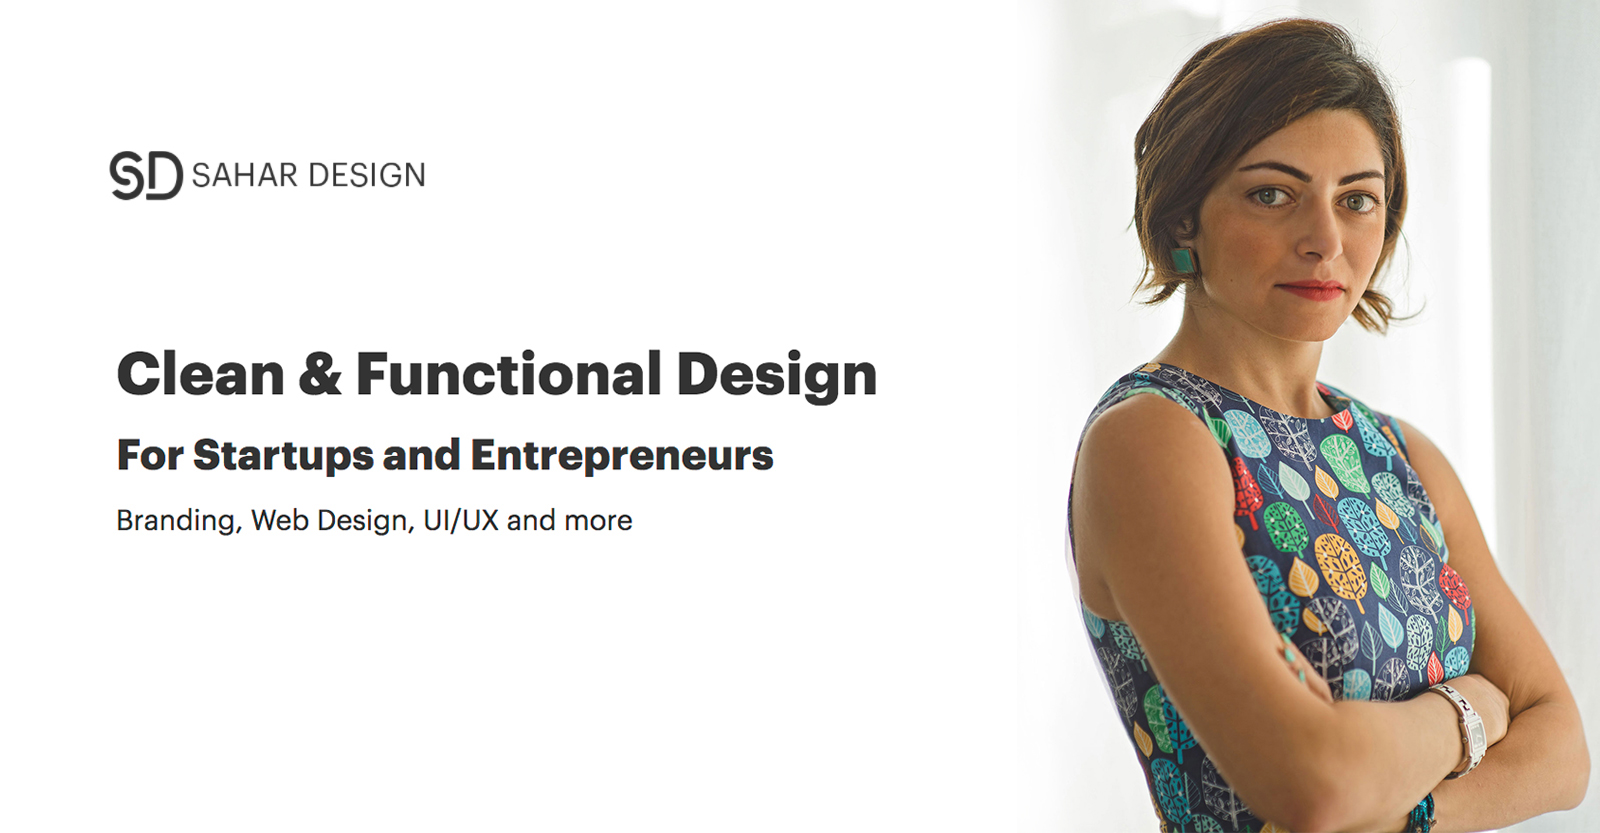 SD SAHAR DESIGN
Clean & Functional Design
For Startups and Entrepreneurs
Branding, Web Design, UI/UX and more